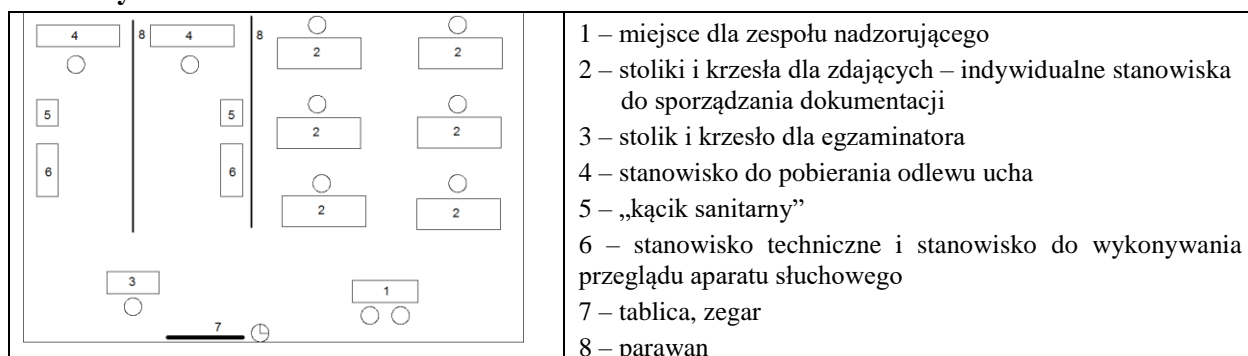 4 8 4 8 2 2
5 5 2 2
6 6
2 2
3 1
7
1 – miejsce dla zespołu nadzorującego
2 – stoliki i krzesła dla zdających – indywidualne stanowiska
do sporządzania dokumentacji
3 – stolik i krzesło dla egzaminatora
4 – stanowisko do pobierania odlewu ucha
5 – „kącik sanitarny”
6 – stanowisko techniczne i stanowisko do wykonywania
przeglądu aparatu słuchowego
7 – tablica, zegar
8 – parawan